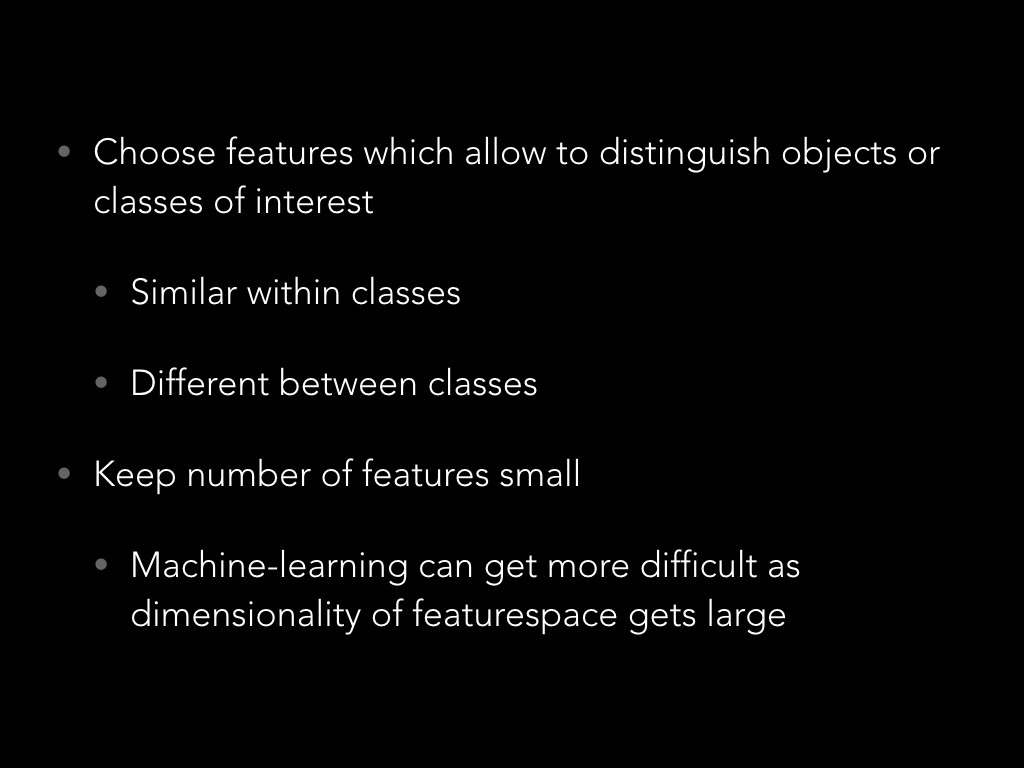 • Choose features which allow to distinguish objects or
classes of interest
• Similar within classes
• Different between classes
• Keep number of features small
• Machine-learning can get more difficult as
dimensionality of featurespace gets large